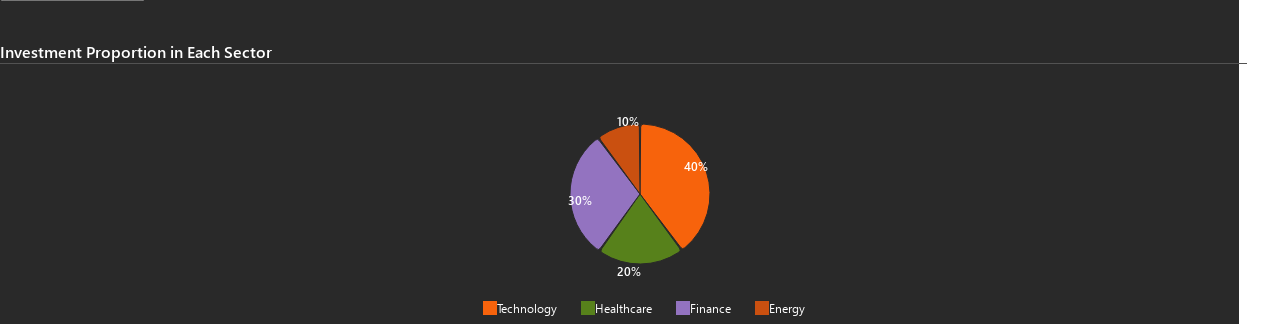 Investment Proportion in Each Sector
10%
40%
30%
20%
Technology Healthcare Finance Energy